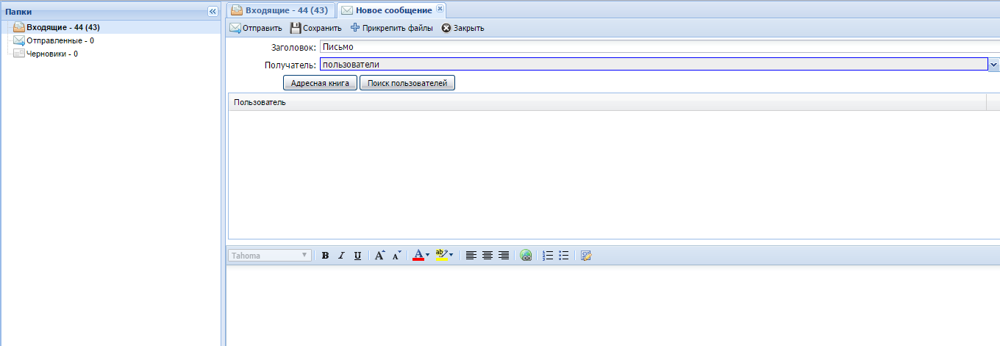 Папки
Входящие - 44 (43)
Отправленные - 0
Черновики - 0
Входящие - 44 (43) Новое сообщение
Отправить Сохранить Прикрепить файлы Закрыть
Заголовок: Письмо
Получатель: пользователи
Адресная книга Поиск пользователей
Пользователь
Tahoma B I U A A A ab